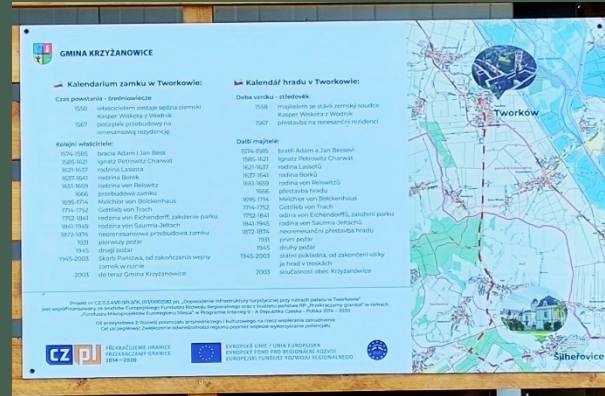 GMINA KRZYŻANOWICE
Kalendarium zamku w Tworkowie:
Czas powstania - średniowiecze
1558 właścicielem zostaje sędzia ziemski
Kasper Wiskota z Wodnik
1567 początek przebudowy na
renesansową rezydencję
Kolejni właściciele:
1574-1585 bracia Adam i Jan Bess
1585-1621 Ignatz Petrowitz Charwat
1621-1637 rodzina Lassota
1637-1641 rodzina Borek
1651-1659 rodzina von Reiswitz
1666 przebudowa zamku
1695-1714 Melchior von Bolckenhaus
1714-1752 Gottlieb von Trach
1752-1841 rodzina von Eichendorff, założenie parku
1841-1945 rodzina von Saurma-Jeltsch
1872-1874 neorenesansowa przebudowa zamku
1931 pierwszy pożar
1945 drugi pożar
1945-2003 Skarb Państwa, od zakończenia wojny
zamek w ruinie
2003 do teraz Gmina Krzyżanowice
Kalendář hradu v Tworkowie:
Doba vzniku - středověk
1558 majitelem se stává zemský soudce
Kasper Wiskota z Wodnik
1567 přestavba na renesanční rezidenci
Další majitelé:
1574-1585 bratři Adam a Jan Bessovi
1585-1621 Ignatz Petrowitz Charwat
1621-1637 rodina Lassotů
1637-1641 rodina Borků
1651-1659 rodina von Reiswitzů
1666 přestavba hradu
1695-1714 Melchior von Bolckenhaus
1714-1752 Gottlieb von Trach
1752-1841 odina von Eichendorffů, založení parku
1841-1945 rodina von Saurma-Jeltschů
1872-1874 neorenesanční přestavba hradu
1931 první požár
1945 druhý požár
1945-2003 státní pokladna, od zakončení války
je hrad v troskách
2003 současnost obec Krzyżanowice
Tworków
Šilheřovice
CZ PL
PŘEKRAČUJEME HRANICE
PRZEKRACZAMY GRANICE
2014—2020
EVROPSKÁ UNIE / UNIA EUROPEJSKA
EVROPSKÝ FOND PRO REGIONÁLNÍ ROZVOJ
EUROPEJSKI FUNDUSZ ROZWOJU REGIONALNEGO